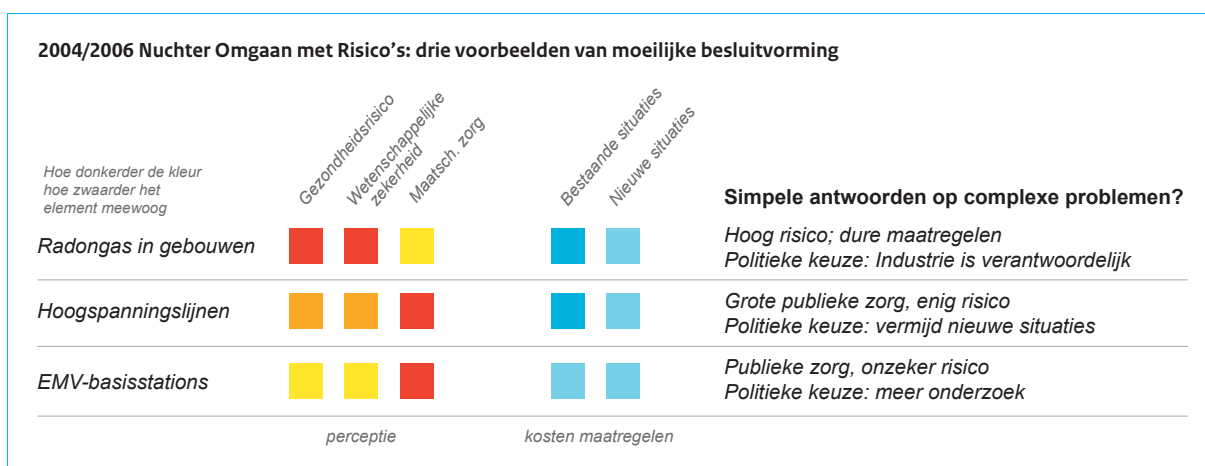 2004/2006 Nuchter Omgaan met Risico's: drie voorbeelden van moeilijke besluitvorming
Hoe donkerder de kleur
hoe zwaarder het
element meewoog
Gezondheidsrisico
Wetenschappelijke
zekerheid
Maatsch. zorg
Bestaande situaties
Nieuwe situaties
Simpele antwoorden op complexe problemen?
Radongas in gebouwen
Hoog risico; dure maatregelen
Politieke keuze: Industrie is verantwoordelijk
Hoogspanningslijnen
Grote publieke zorg, enig risico
Politieke keuze: vermijd nieuwe situaties
EMV-basisstations
Publieke zorg, onzeker risico
Politieke keuze: meer onderzoek
perceptie
kosten maatregelen